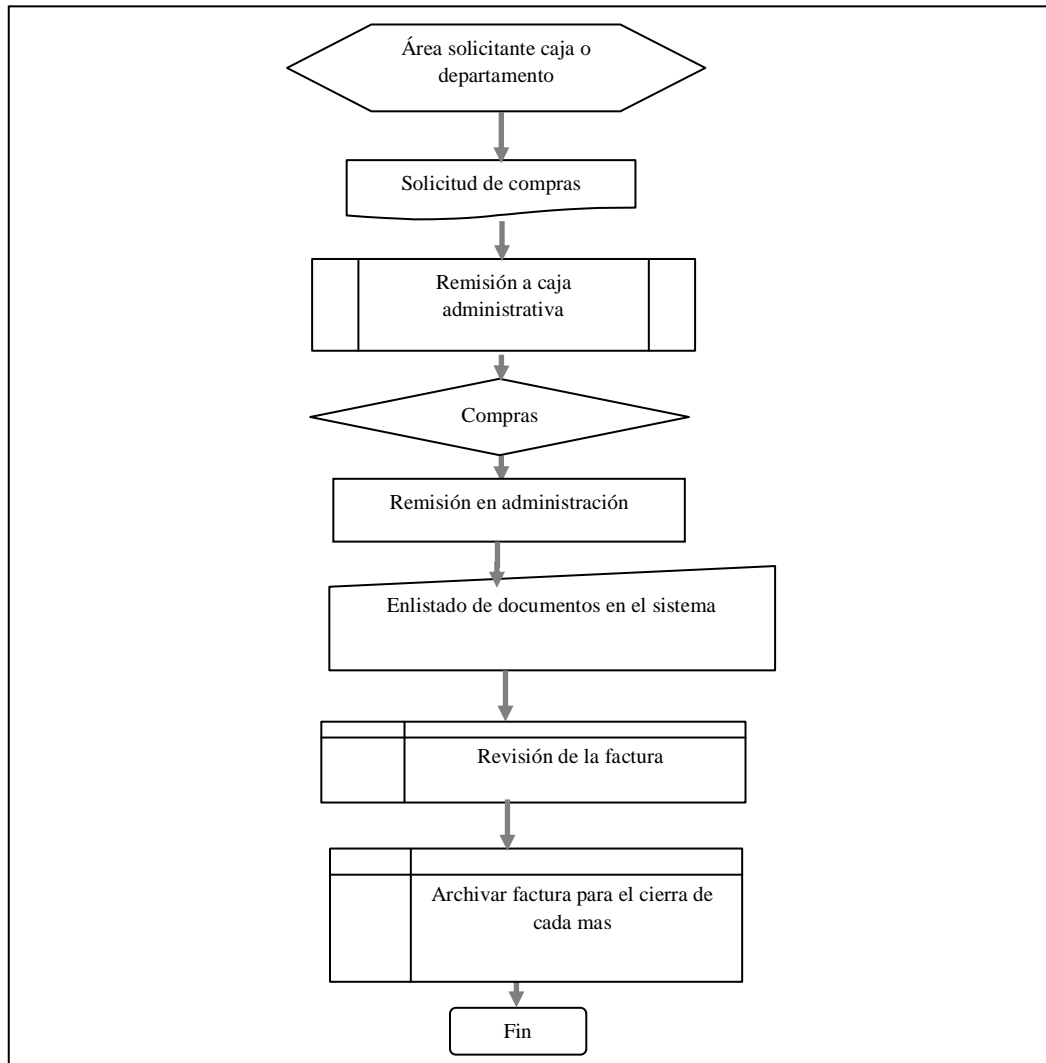 Área solicitante caja o
departamento
Solicitud de compras
Remisión a caja
administrativa
Compras
Remisión en administración
Enlistado de documentos en el sistema
Revisión de la factura
Archivar factura para el cierra de
cada mas
Fin